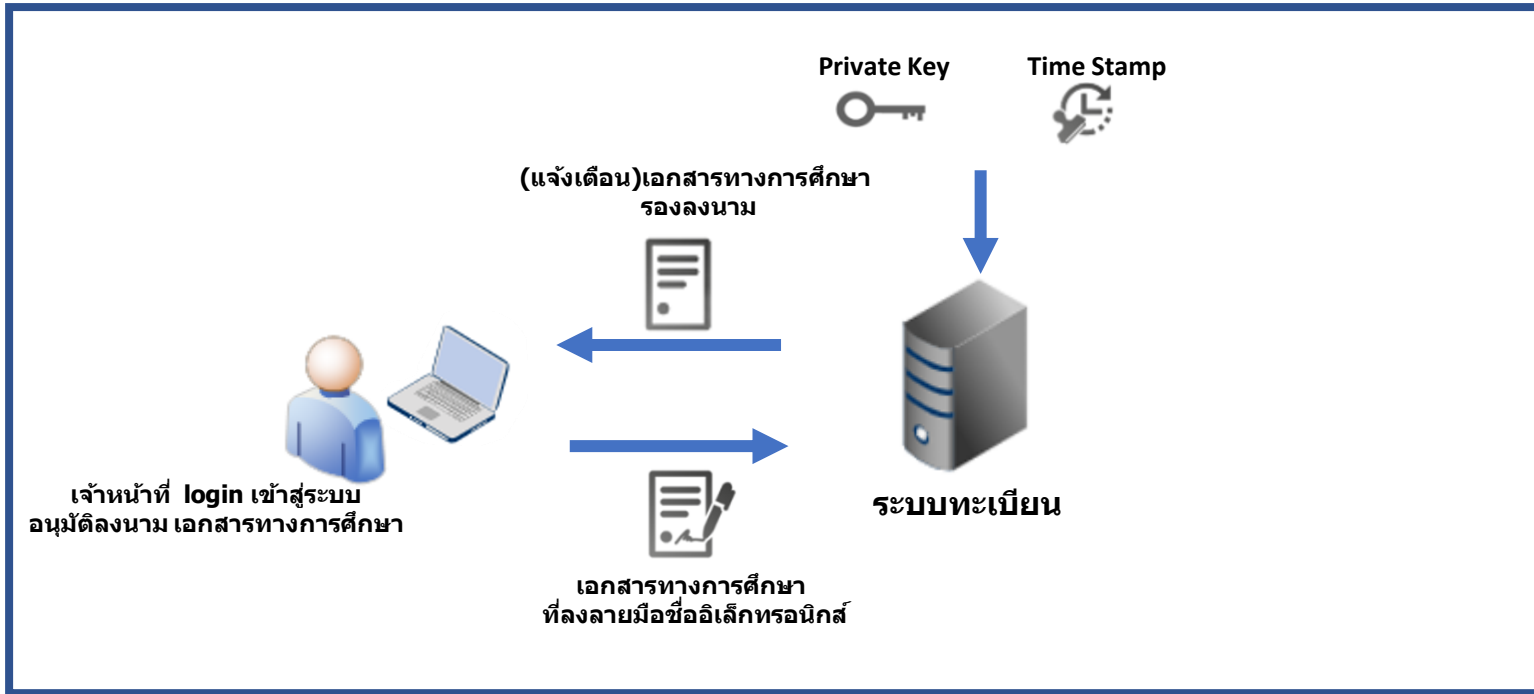 Private Key
Time Stamp
(แจ้งเตือน)เอกสารทางการศึกษา
รองลงนาม
เจ้าหน้าที่ login เข้าสู่ระบบ
อนุมัติลงนาม เอกสารทางการศึกษา
ระบบทะเบียน
เอกสารทางการศึกษา
ที่ลงลายมือชื่ออิเล็กทรอนิกส์